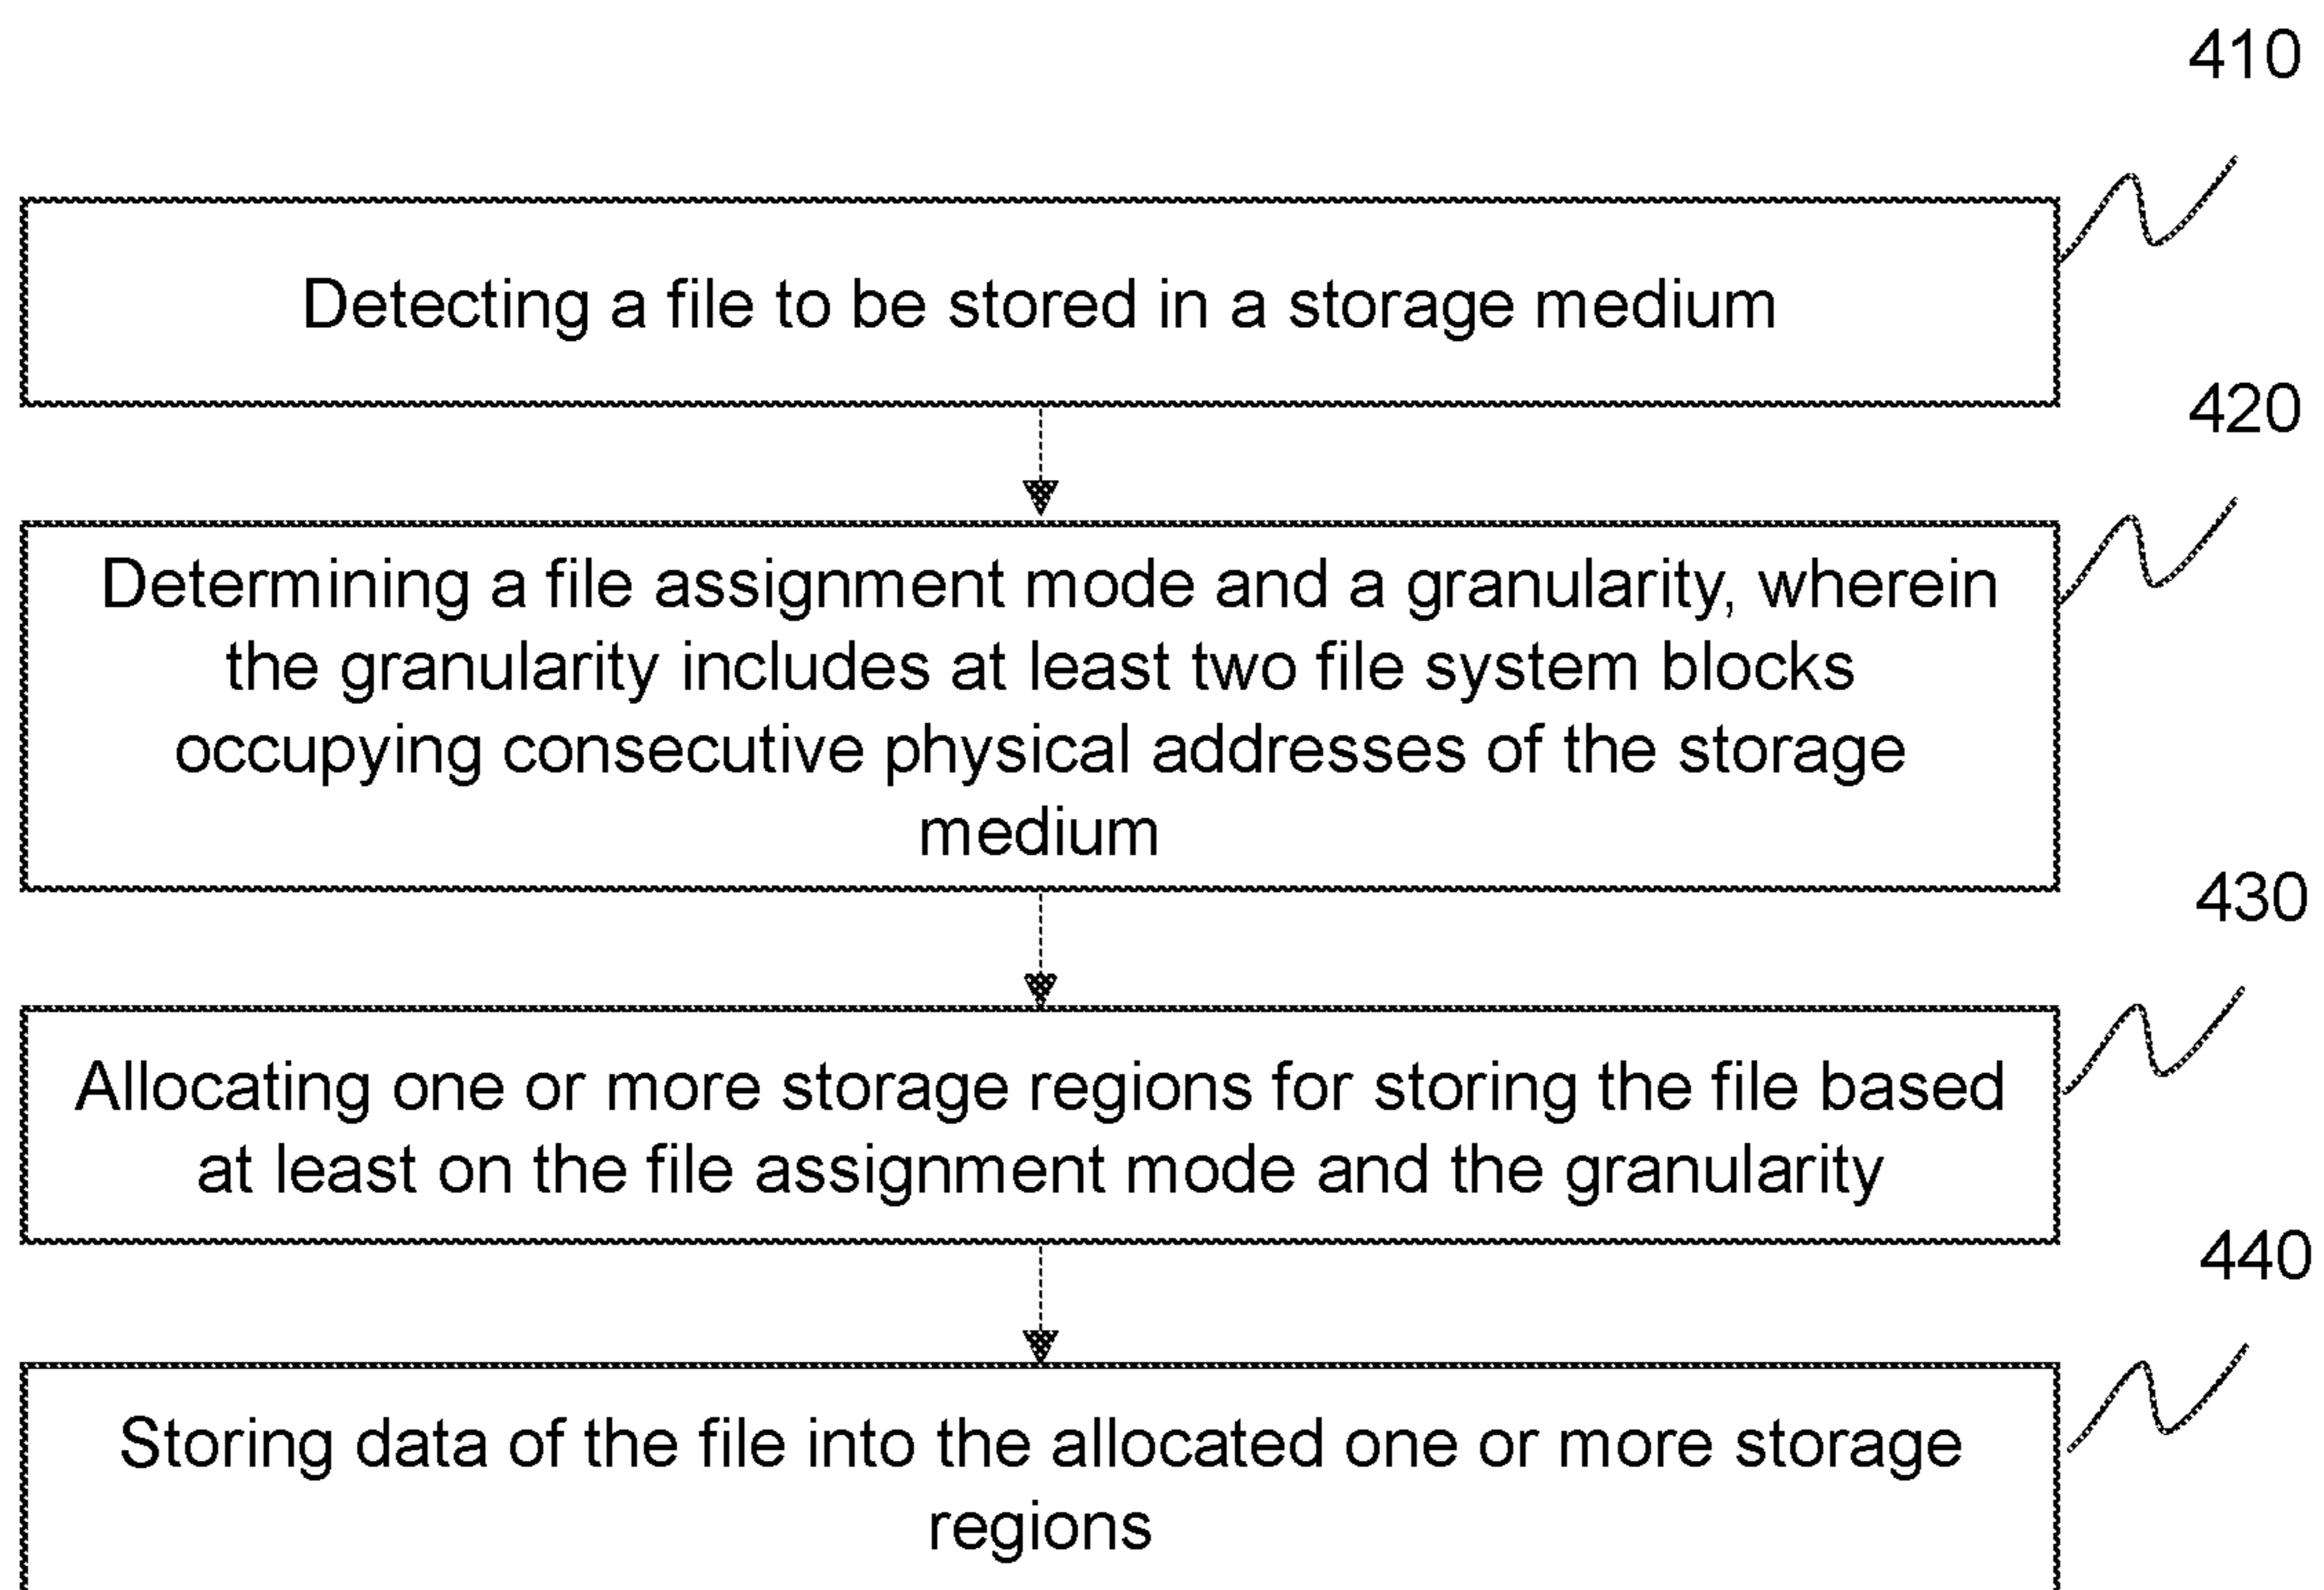 410
Detecting a file to be stored in a storage medium
420
Determining a file assignment mode and a granularity, wherein
the granularity includes at least two file system blocks
occupying consecutive physical addresses of the storage
medium
430
Allocating one or more storage regions for storing the file based
at least on the file assignment mode and the granularity
440
Storing data of the file into the allocated one or more storage
regions